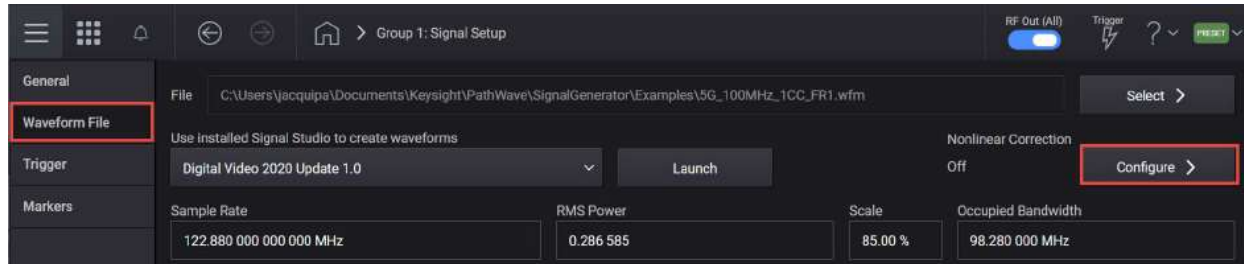 > Group 1: Signal Setup
RF Out (All)
Trigger
?
PRESET
General
Waveform File
Trigger
Markers
File C:\Users\jacquipa\Documents\Keysight\PathWave\SignalGenerator\Examples\5G_100MHz_1CC_FR1.wfm
Select >
Use installed Signal Studio to create waveforms
Nonlinear Correction
Digital Video 2020 Update 1.0
Launch
Off
Configure >
Sample Rate
RMS Power
Scale
Occupied Bandwidth
122.880 000 000 000 MHz
0.286 585
85.00 %
98.280 000 MHz